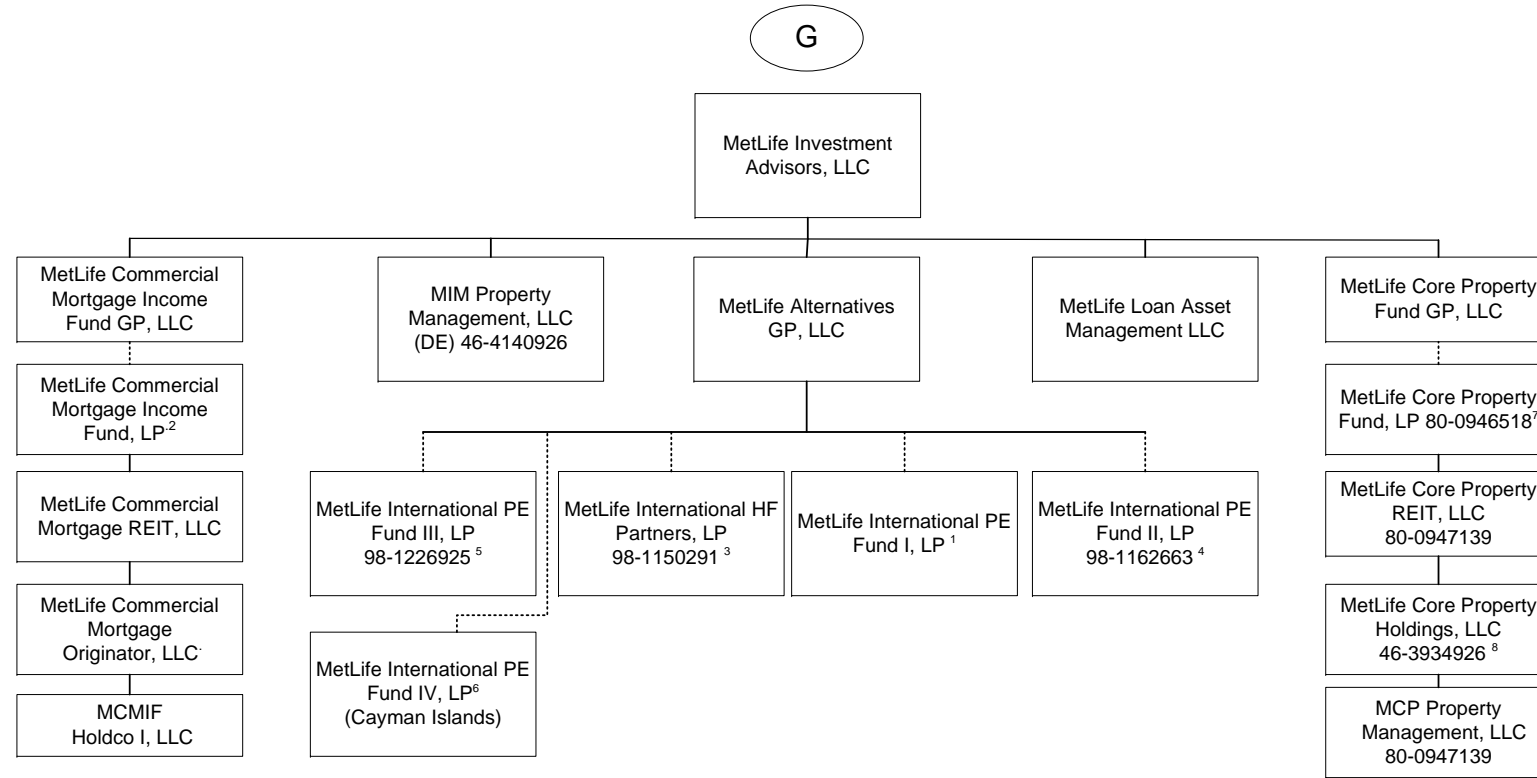 G
MetLife Investment
Advisors, LLC
MetLife Commercial
Mortgage Income
Fund GP, LLC
MIM Property
Management, LLC
(DE) 46-4140926
MetLife Alternatives
GP, LLC
MetLife Loan Asset
Management LLC
MetLife Core Property
Fund GP, LLC
MetLife Commercial
Mortgage Income
Fund, LP.2
MetLife Core Property
Fund, LP 80-09465187
MetLife Commercial
Mortgage REIT, LLC
MetLife International PE
Fund III, LP
98-1226925 5
MetLife International HF
Partners, LP
98-1150291 3
MetLife International PE
Fund I, LP 1
MetLife International PE
Fund II, LP
98-1162663 4
MetLife Core Property
REIT, LLC
80-0947139
MetLife Commercial
Mortgage
Originator, LLC.
MetLife International PE
Fund IV, LP6
(Cayman Islands)
MetLife Core Property
Holdings, LLC
46-3934926 8
MCMIF
Holdco I, LLC
MCP Property
Management, LLC
80-0947139